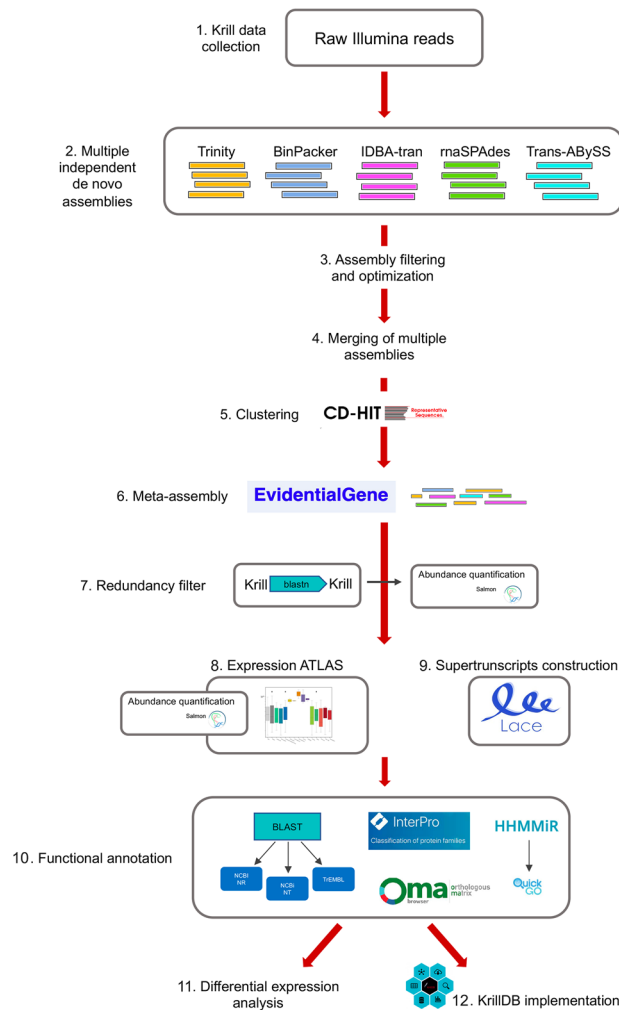 1. Krill data
collection
Raw Illumina reads
2. Multiple
independent
de novo
assemblies
Trinity
BinPacker
IDBA-tran
rnaSPAdes
Trans-ABySS
3. Assembly filtering
and optimization
4. Merging of multiple
assemblies
5. Clustering
CD-HIT
Representative
Sequences
6. Meta-assembly
EvidentialGene
7. Redundancy filter
Krill blastn Krill
Abundance quantification
Salmon
8. Expression ATLAS
Abundance quantification
Salmon
9. Supertrunscripts construction
Lace
10. Functional annotation
BLAST
NCBI
NR
NCBI
NT
TrEMBL
InterPro
Classification of protein families
Oma orthologous
browser matrix
HHMMiR
Quick
GO
11. Differential expression
analysis
12. KrillDB implementation